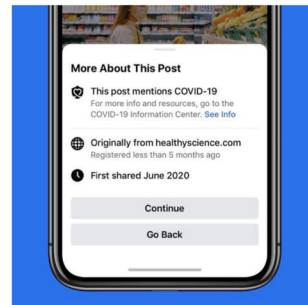 More About This Post
This post mentions COVID-19
For more info and resources, go to the
COVID-19 Information Center. See Info
Originally from healthyscience.com
Registered less than 5 months ago
First shared June 2020
Continue
Go Back